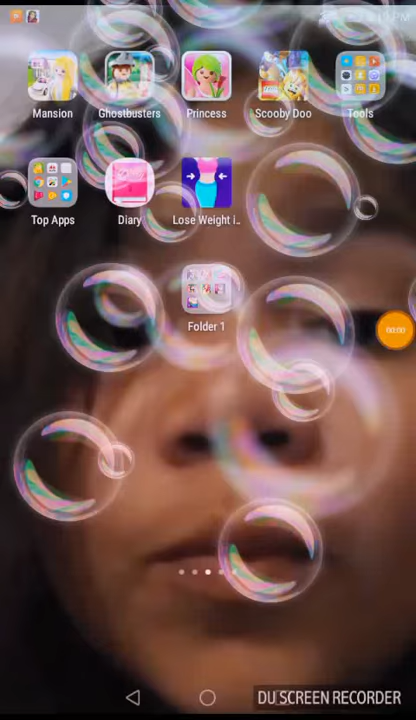 Mansion
Ghostbusters
Princess
Scooby Doo
Tools
Top Apps
Diary
Lose Weight i..
Folder 1
00:00
DU SCREEN RECORDER